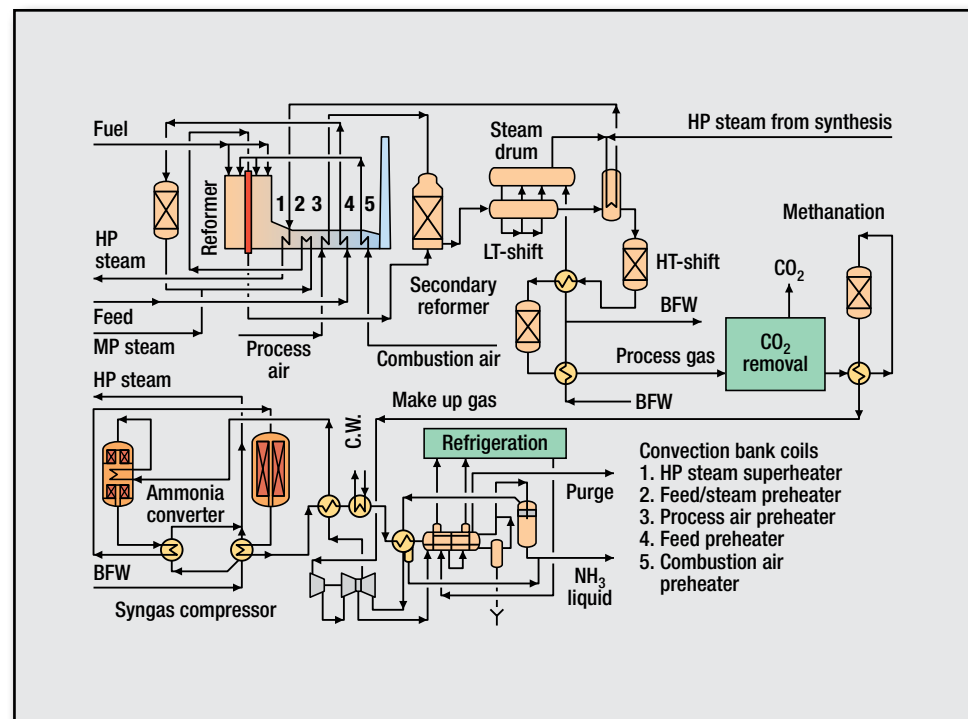 Fuel
HP steam from synthesis
Steam
drum
Reformer
1 2 3 4 5
Methanation
HP
steam
LT-shift
HT-shift
CO2
Secondary
reformer
BFW
Feed
MP steam
Process
air
Combustion air
Process gas
CO2
removal
HP steam
Make up gas
BFW
C.W.
Refrigeration
Purge
Ammonia
converter
BFW
NH3
liquid
Syngas compressor
Convection bank coils
1. HP steam superheater
2. Feed/steam preheater
3. Process air preheater
4. Feed preheater
5. Combustion air
preheater